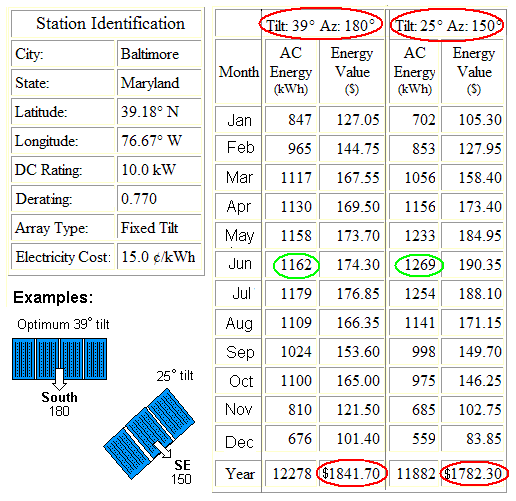 Station Identification
City: Baltimore
State: Maryland
Latitude: 39.18° N
Longitude: 76.67° W
DC Rating: 10.0 kW
Derating: 0.770
Array Type: Fixed Tilt
Electricity Cost: 15.0 ¢/kWh
Examples:
Optimum 39° tilt
South
180
25° tilt
SE
150
Tilt: 39° Az: 180° Tilt: 25° Az: 150°
Month AC Energy (kWh) Energy Value ($) AC Energy (kWh) Energy Value ($)
Jan 847 127.05 702 105.30
Feb 965 144.75 853 127.95
Mar 1117 167.55 1056 158.40
Apr 1130 169.50 1156 173.40
May 1158 173.70 1233 184.95
Jun 1162 174.30 1269 190.35
Jul 1179 176.85 1254 188.10
Aug 1109 166.35 1141 171.15
Sep 1024 153.60 998 149.70
Oct 1100 165.00 975 146.25
Nov 810 121.50 685 102.75
Dec 676 101.40 559 83.85
Year 12278 $1841.70 11882 $1782.30